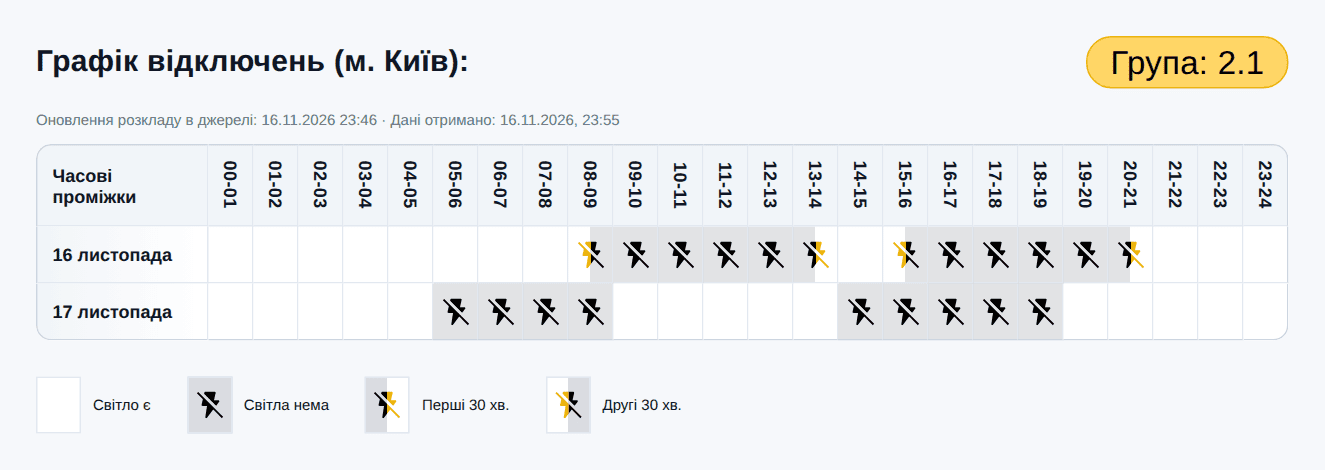 Графік відключень (м. Київ):
Група: 2.1
Оновлення розкладу в джерелі: 16.11.2026 23:46 · Дані отримано: 16.11.2026, 23:55
Часові
проміжки
00-01
01-02
02-03
03-04
04-05
05-06
06-07
07-08
08-09
09-10
10-11
11-12
12-13
13-14
14-15
15-16
16-17
17-18
18-19
19-20
20-21
21-22
22-23
23-24
16 листопада
17 листопада
Світло є
Світла нема
Перші 30 хв.
Другі 30 хв.